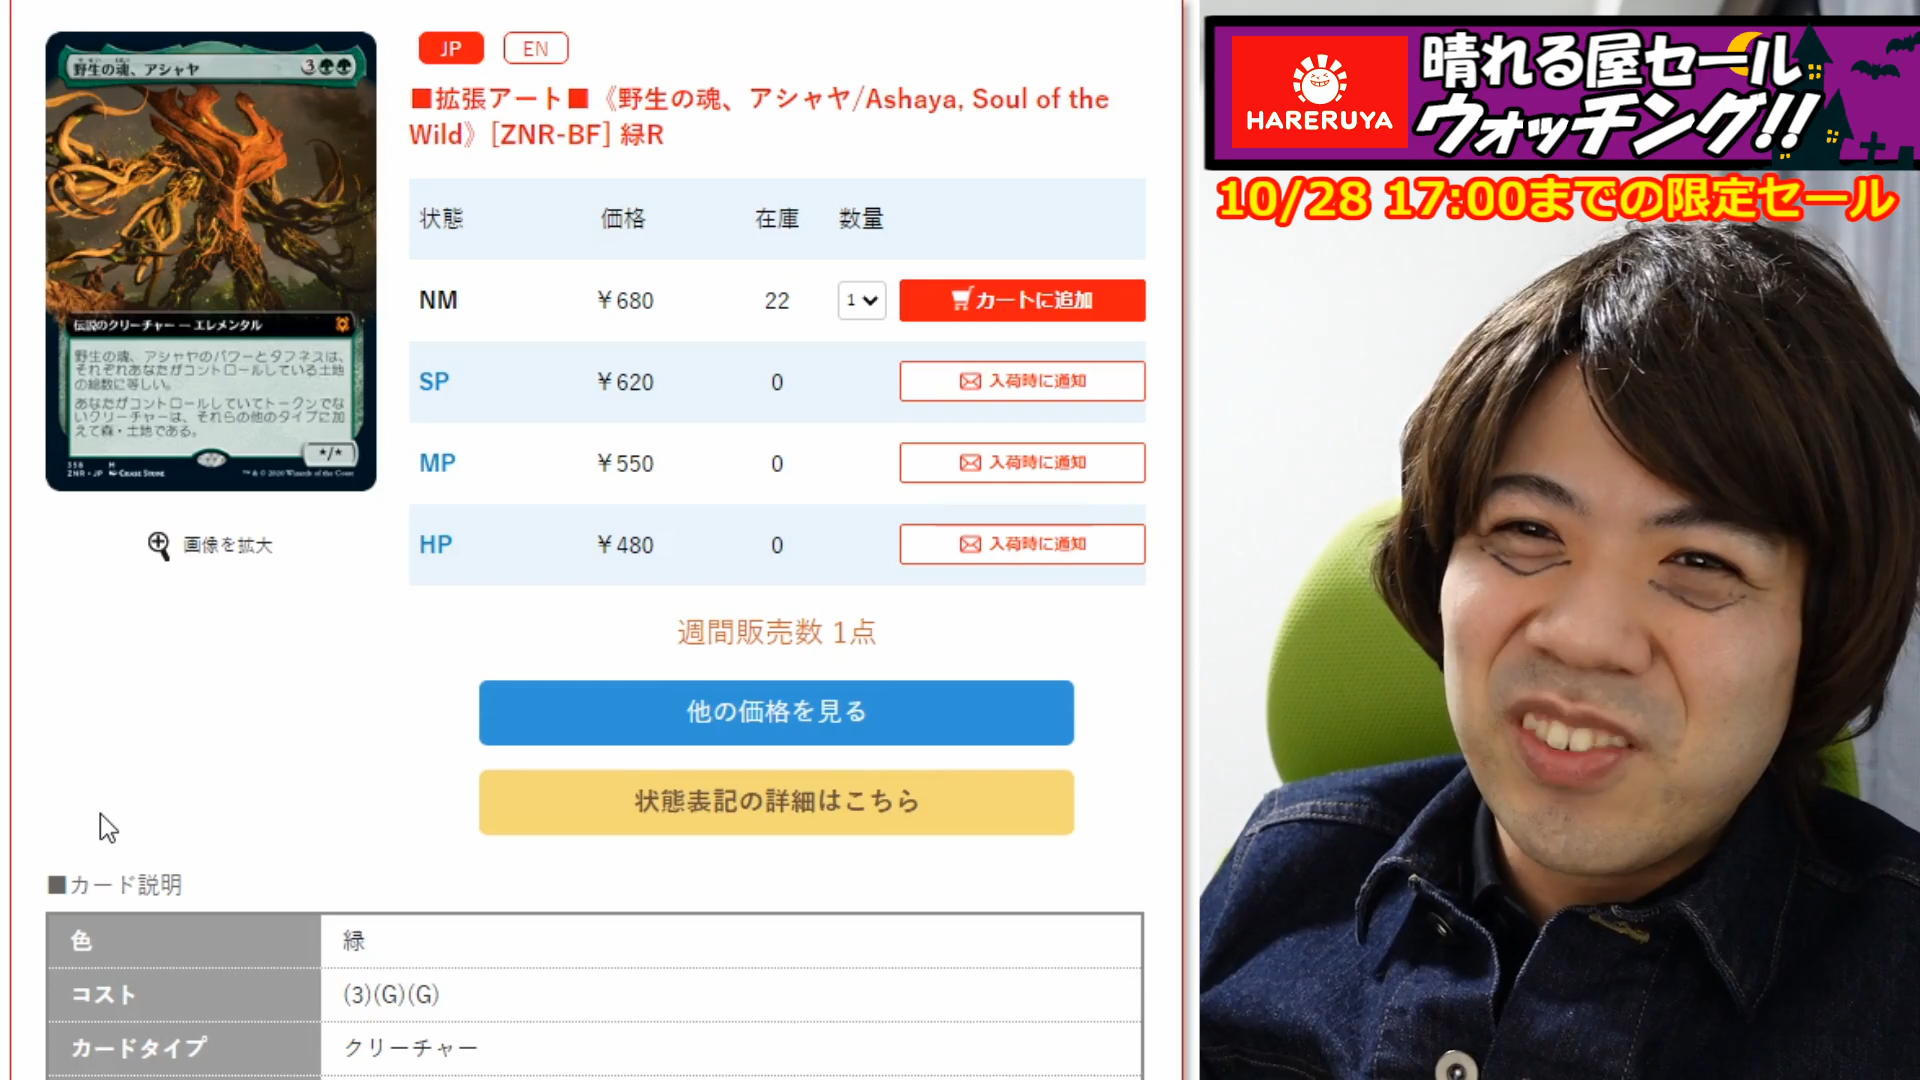 野生の魂、アシャヤ
3
伝説のクリーチャー — エレメンタル
野生の魂、アシャヤのパワーとタフネスは、
それぞれあなたがコントロールしている土地
の総数に等しい。
あなたがコントロールしていてトークンでな
いクリーチャーは、それらの他のタイプに加
えて森・土地である。
*/*
358 M
ZNR • JP Chase Stone
™ & © 2020 Wizards of the Coast
画像を拡大
JP EN
■拡張アート■《野生の魂、アシャヤ/Ashaya, Soul of the
Wild》[ZNR-BF] 緑R
状態 価格 在庫 数量
NM ¥680 22 1 カートに追加
SP ¥620 0 入荷時に通知
MP ¥550 0 入荷時に通知
HP ¥480 0 入荷時に通知
週間販売数 1点
他の価格を見る
状態表記の詳細はこちら
■カード説明
色 緑
コスト (3)(G)(G)
カードタイプ クリーチャー
HARERUYA
晴れる屋セール
ウォッチング!!
10/28 17:00までの限定セール